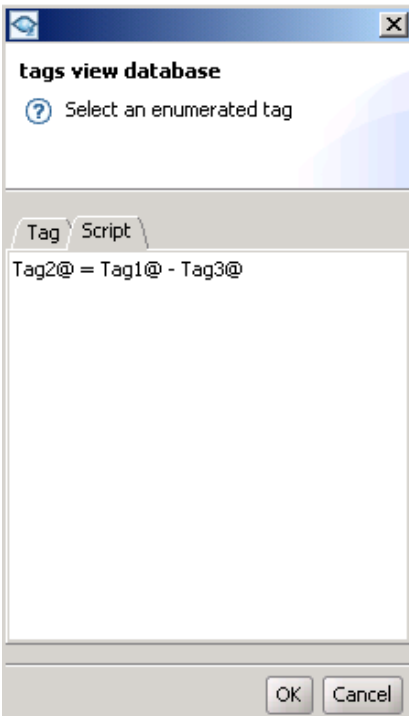 tags view database
Select an enumerated tag
Tag Script
Tag2@ = Tag1@ - Tag3@
OK Cancel